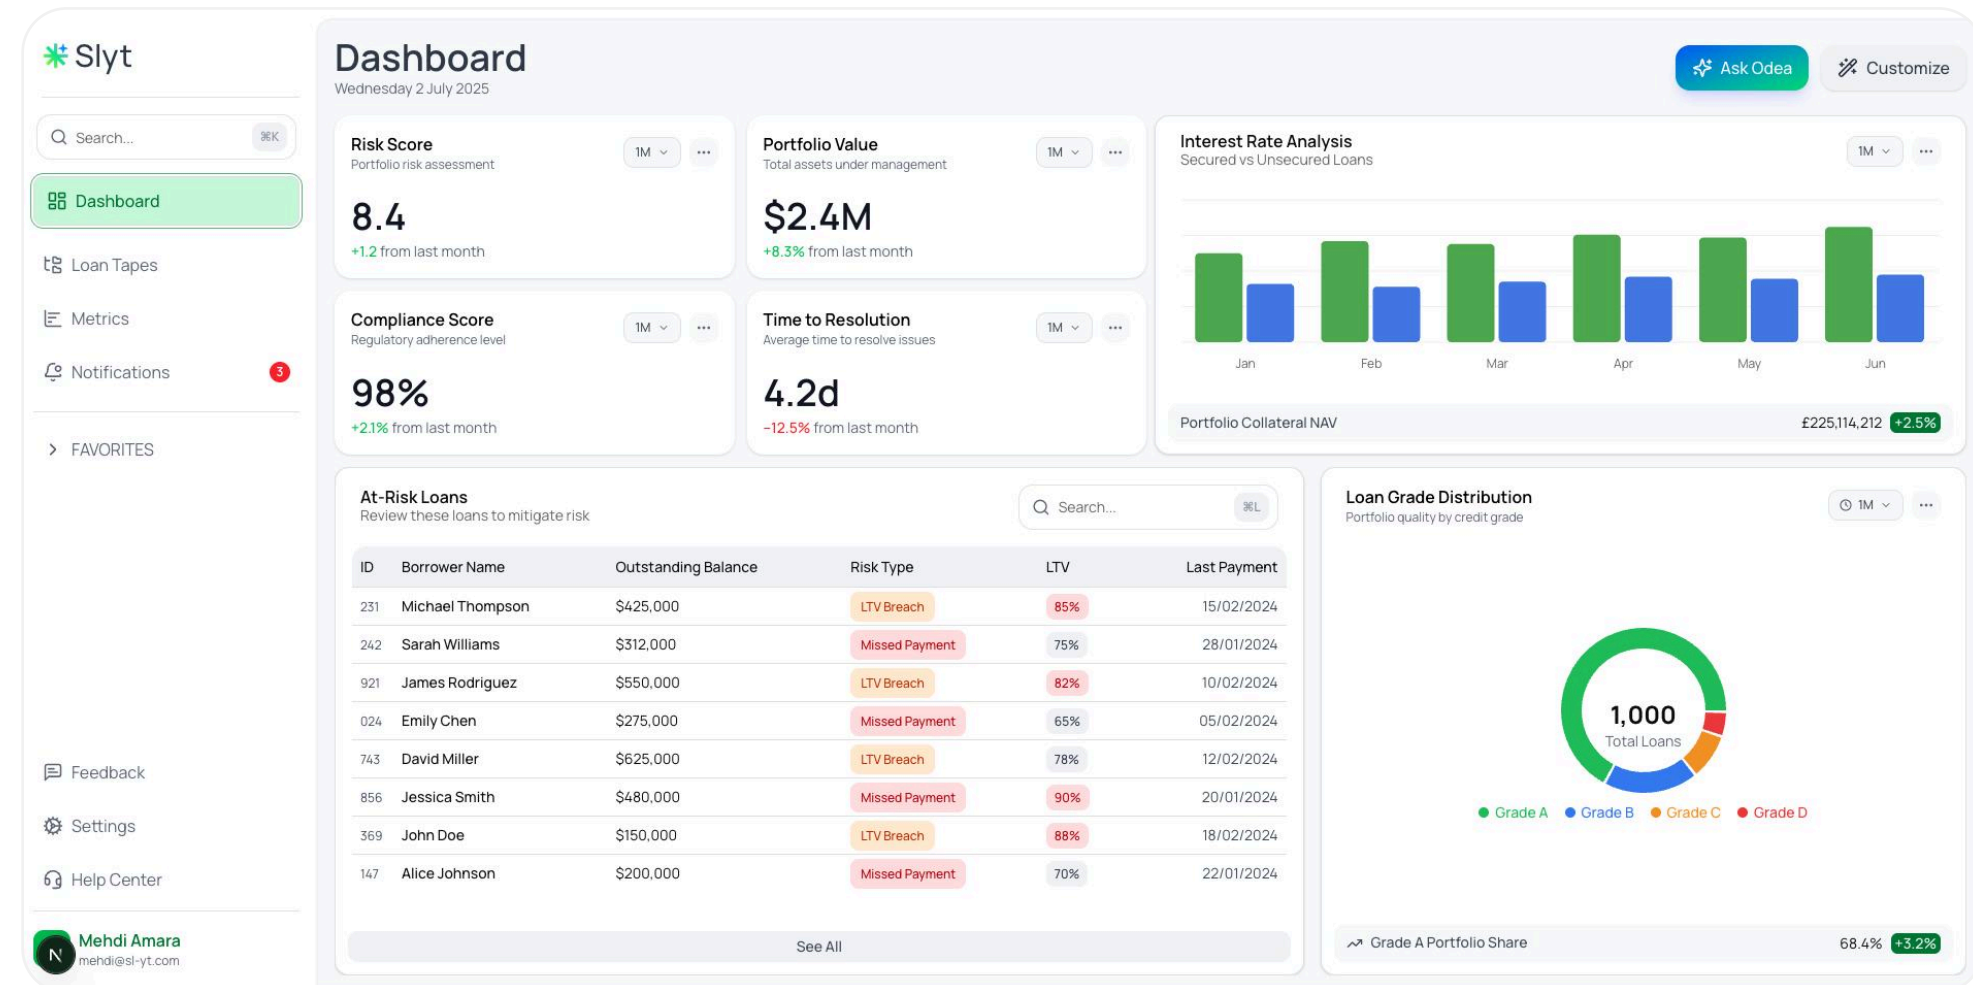 Slyt
Search...
⌘K
Dashboard
Loan Tapes
Metrics
Notifications
3
FAVORITES
Feedback
Settings
Help Center
N
Mehdi Amara
mehdi@sl-yt.com
Dashboard
Wednesday 2 July 2025
Ask Odea
Customize
Risk Score
Portfolio risk assessment
1M
8.4
+1.2 from last month
Portfolio Value
Total assets under management
1M
$2.4M
+8.3% from last month
Compliance Score
Regulatory adherence level
1M
98%
+2.1% from last month
Time to Resolution
Average time to resolve issues
1M
4.2d
-12.5% from last month
Interest Rate Analysis
Secured vs Unsecured Loans
1M
Jan Feb Mar Apr May Jun
Portfolio Collateral NAV £225,114,212 +2.5%
At-Risk Loans
Review these loans to mitigate risk
Search...
⌘L
ID Borrower Name Outstanding Balance Risk Type LTV Last Payment
231 Michael Thompson $425,000 LTV Breach 85% 15/02/2024
242 Sarah Williams $312,000 Missed Payment 75% 28/01/2024
921 James Rodriguez $550,000 LTV Breach 82% 10/02/2024
024 Emily Chen $275,000 Missed Payment 65% 05/02/2024
743 David Miller $625,000 LTV Breach 78% 12/02/2024
856 Jessica Smith $480,000 Missed Payment 90% 20/01/2024
369 John Doe $150,000 LTV Breach 88% 18/02/2024
147 Alice Johnson $200,000 Missed Payment 70% 22/01/2024
See All
Loan Grade Distribution
Portfolio quality by credit grade
1M
1,000
Total Loans
Grade A Grade B Grade C Grade D
Grade A Portfolio Share 68.4% +3.2%